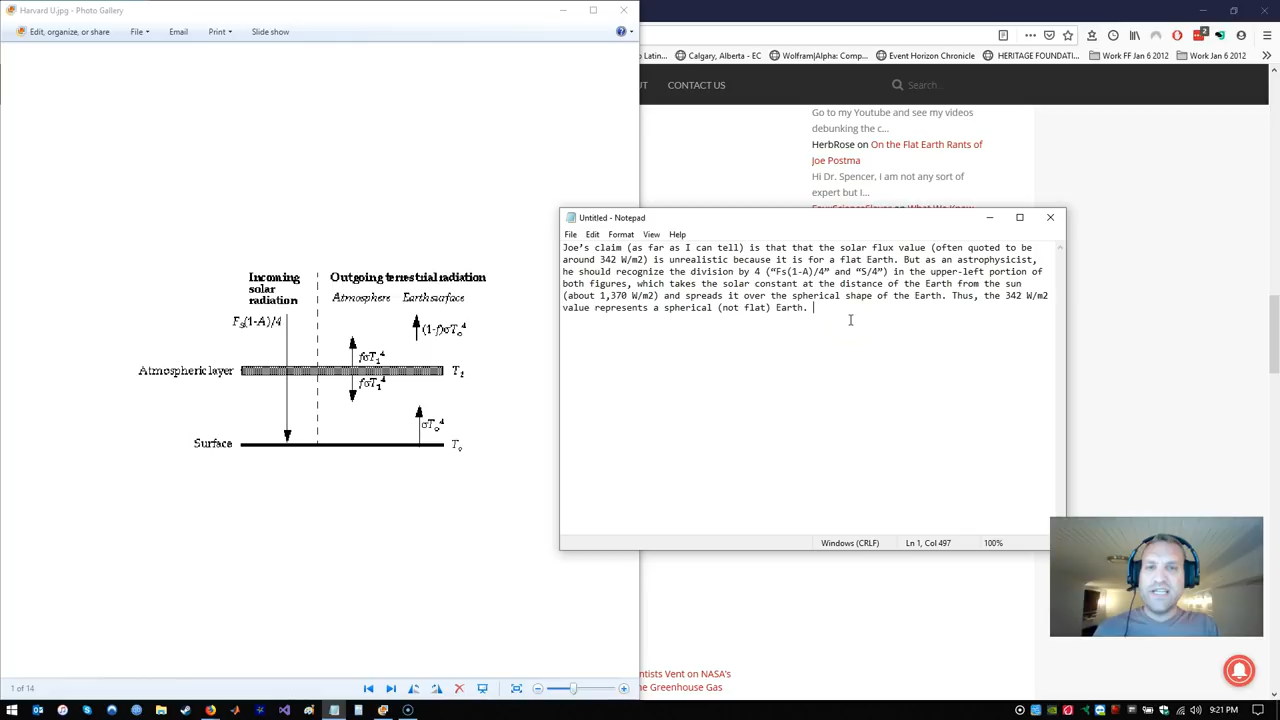 Harvard U.jpg - Photo Gallery
Edit, organize, or share
File
Email
Print
Slide show
Incoming
solar
radiation
Outgoing terrestrial radiation
Atmosphere
Earth surface
Fs(1-A)/4
(1-f)σTo4
fσT14
Atmospheric layer
T1
fσT14
σTo4
Surface
To
1 of 14
Calgary, Alberta - EC
Wolfram|Alpha: Comp...
Event Horizon Chronicle
HERITAGE FOUNDATI...
Work FF Jan 6 2012
Work Jan 6 2012
CONTACT US
Search...
Go to my Youtube and see my videos
debunking the c...
HerbRose on On the Flat Earth Rants of
Joe Postma
Hi Dr. Spencer, I am not any sort of
expert but I...
Untitled - Notepad
File Edit Format View Help
Joe's claim (as far as I can tell) is that that the solar flux value (often quoted to be
around 342 W/m2) is unrealistic because it is for a flat Earth. But as an astrophysicist,
he should recognize the division by 4 (“Fs(1-A)/4” and “S/4”) in the upper-left portion of
both figures, which takes the solar constant at the distance of the Earth from the sun
(about 1,370 W/m2) and spreads it over the spherical shape of the Earth. Thus, the 342 W/m2
value represents a spherical (not flat) Earth.
Windows (CRLF)
Ln 1, Col 497
100%
ntists Vent on NASA's
e Greenhouse Gas
9:21 PM